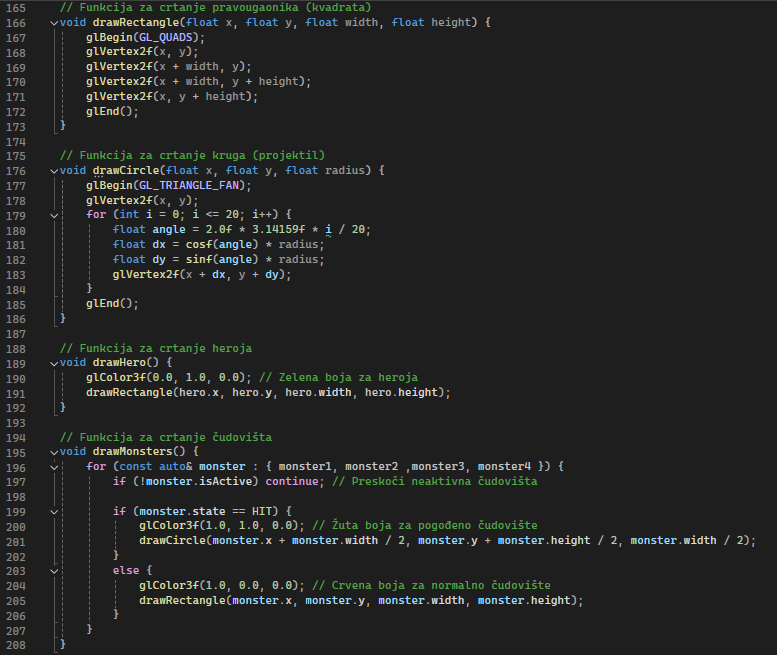 165 // Funkcija za crtanje pravougaonika (kvadrata)
166 void drawRectangle(float x, float y, float width, float height) {
167 glBegin(GL_QUADS);
168 glVertex2f(x, y);
169 glVertex2f(x + width, y);
170 glVertex2f(x + width, y + height);
171 glVertex2f(x, y + height);
172 glEnd();
173 }
174
175 // Funkcija za crtanje kruga (projektil)
176 void drawCircle(float x, float y, float radius) {
177 glBegin(GL_TRIANGLE_FAN);
178 glVertex2f(x, y);
179 for (int i = 0; i <= 20; i++) {
180 float angle = 2.0f * 3.14159f * i / 20;
181 float dx = cosf(angle) * radius;
182 float dy = sinf(angle) * radius;
183 glVertex2f(x + dx, y + dy);
184 }
185 glEnd();
186 }
187
188 // Funkcija za crtanje heroja
189 void drawHero() {
190 glColor3f(0.0, 1.0, 0.0); // Zelena boja za heroja
191 drawRectangle(hero.x, hero.y, hero.width, hero.height);
192 }
193
194 // Funkcija za crtanje čudovišta
195 void drawMonsters() {
196 for (const auto& monster : { monster1, monster2 ,monster3, monster4 }) {
197 if (!monster.isActive) continue; // Preskoči neaktivna čudovišta
198
199 if (monster.state == HIT) {
200 glColor3f(1.0, 1.0, 0.0); // Žuta boja za pogođeno čudovište
201 drawCircle(monster.x + monster.width / 2, monster.y + monster.height / 2, monster.width / 2);
202 }
203 else {
204 glColor3f(1.0, 0.0, 0.0); // Crvena boja za normalno čudovište
205 drawRectangle(monster.x, monster.y, monster.width, monster.height);
206 }
207 }
208 }